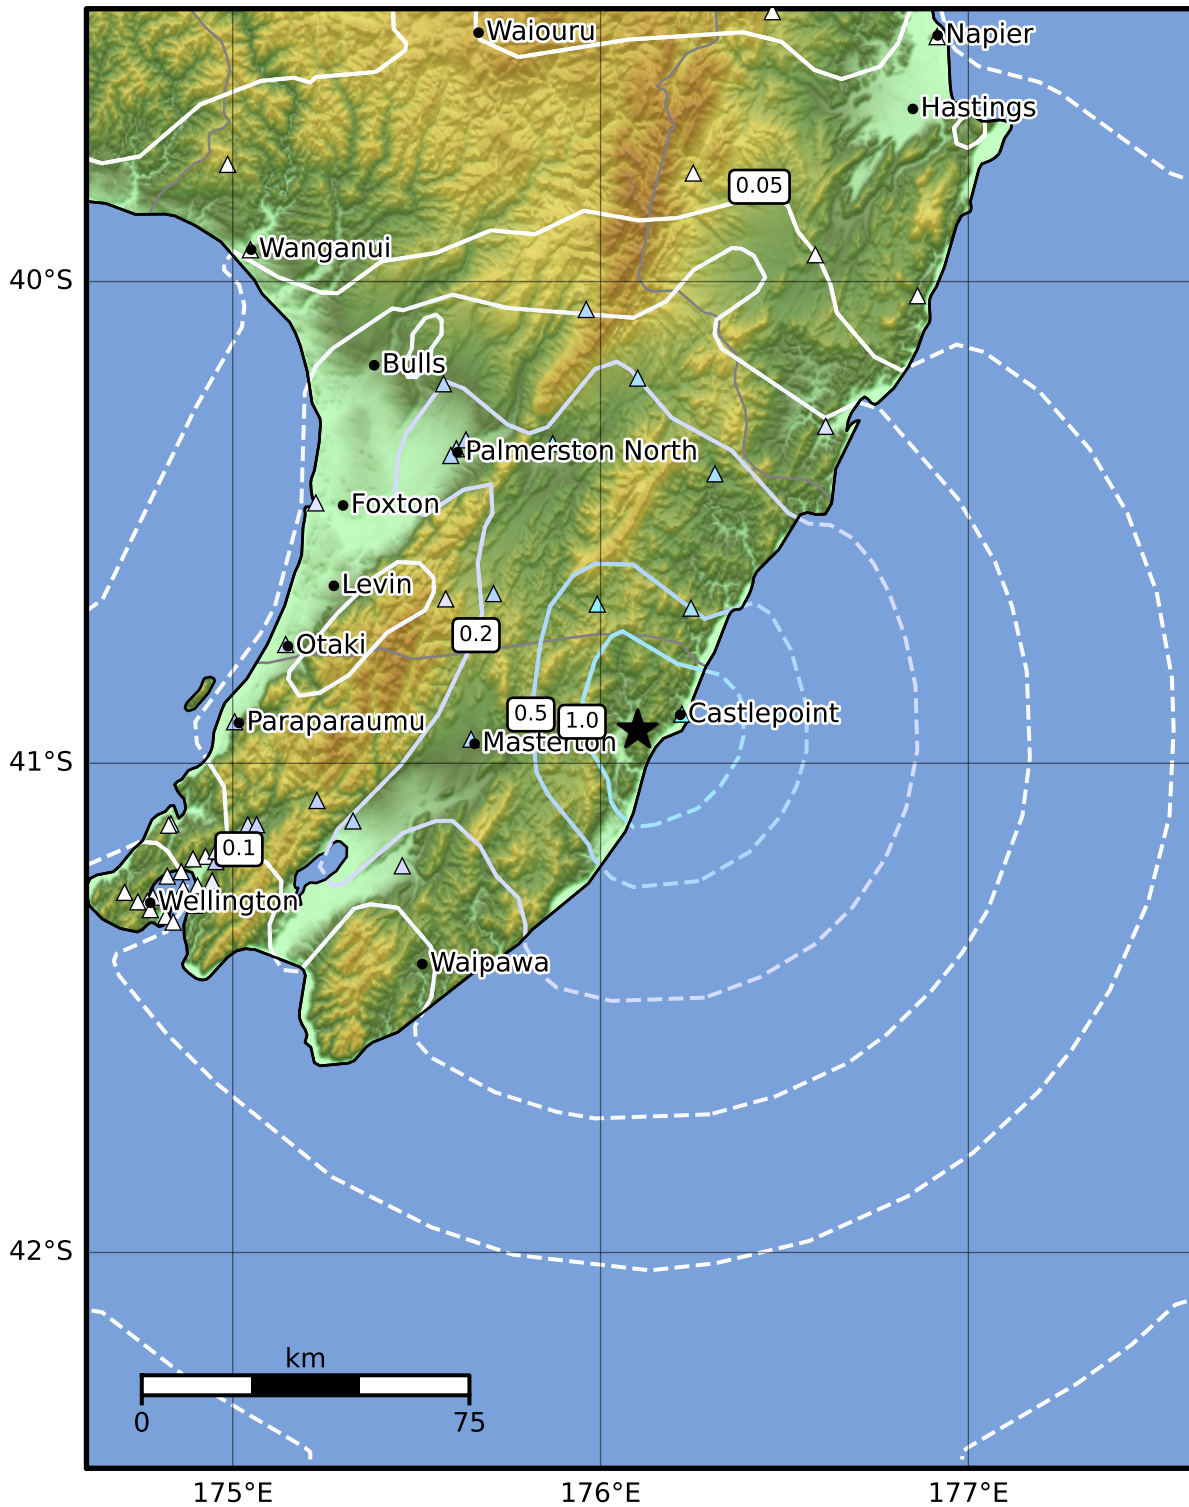 Waiouru
Napier
Hastings
0.05
Wanganui
40°S
Bulls
Palmerston North
Foxton
Levin
0.2
Otaki
0.5
1.0
Castlepoint
Paraparaumu
Masterton
41°S
0.1
Wellington
Waipawa
42°S
km
0
75
175°E
176°E
177°E